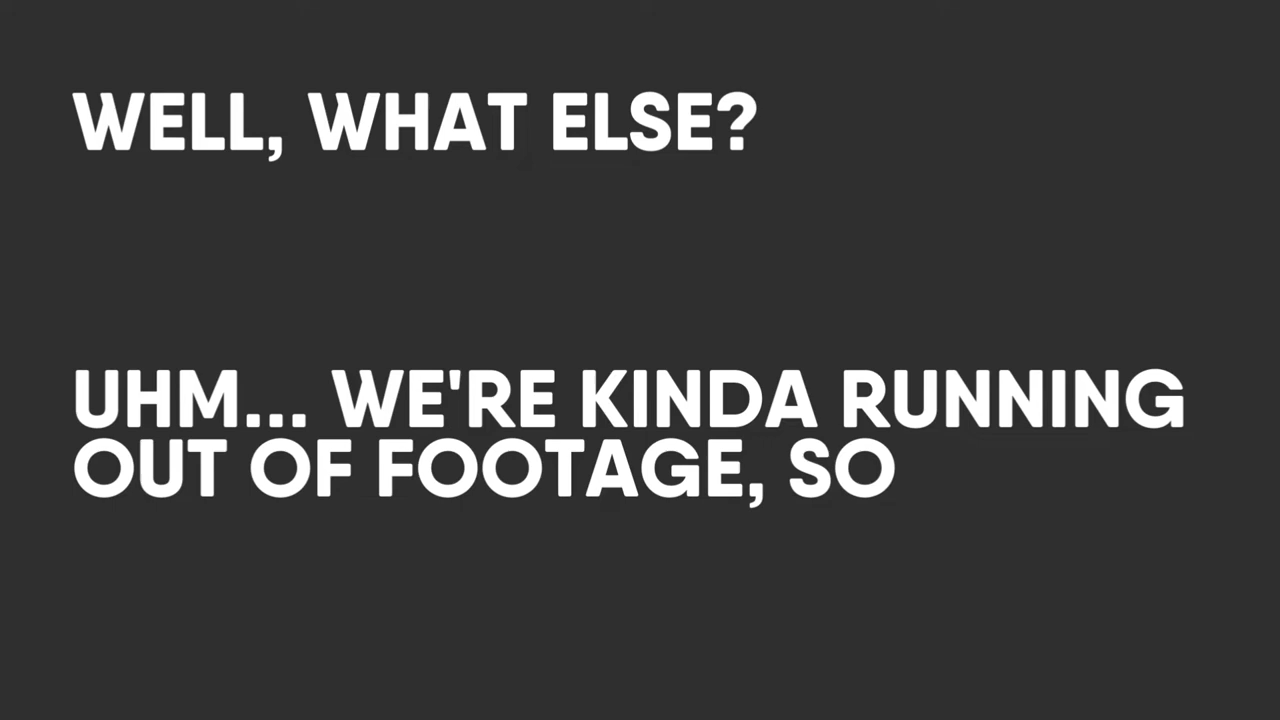 WELL, WHAT ELSE?
UHM... WE'RE KINDA RUNNING
OUT OF FOOTAGE, SO